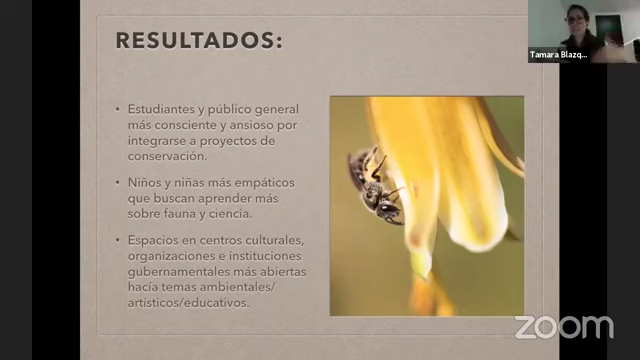 RESULTADOS:
• Estudiantes y público general
más consciente y ansioso por
integrarse a proyectos de
conservación.
• Niños y niñas más empáticos
que buscan aprender más
sobre fauna y ciencia.
• Espacios en centros culturales,
organizaciones e instituciones
gubernamentales más abiertas
hacía temas ambientales/
artísticos/educativos.
Tamara Blazq...
zoom